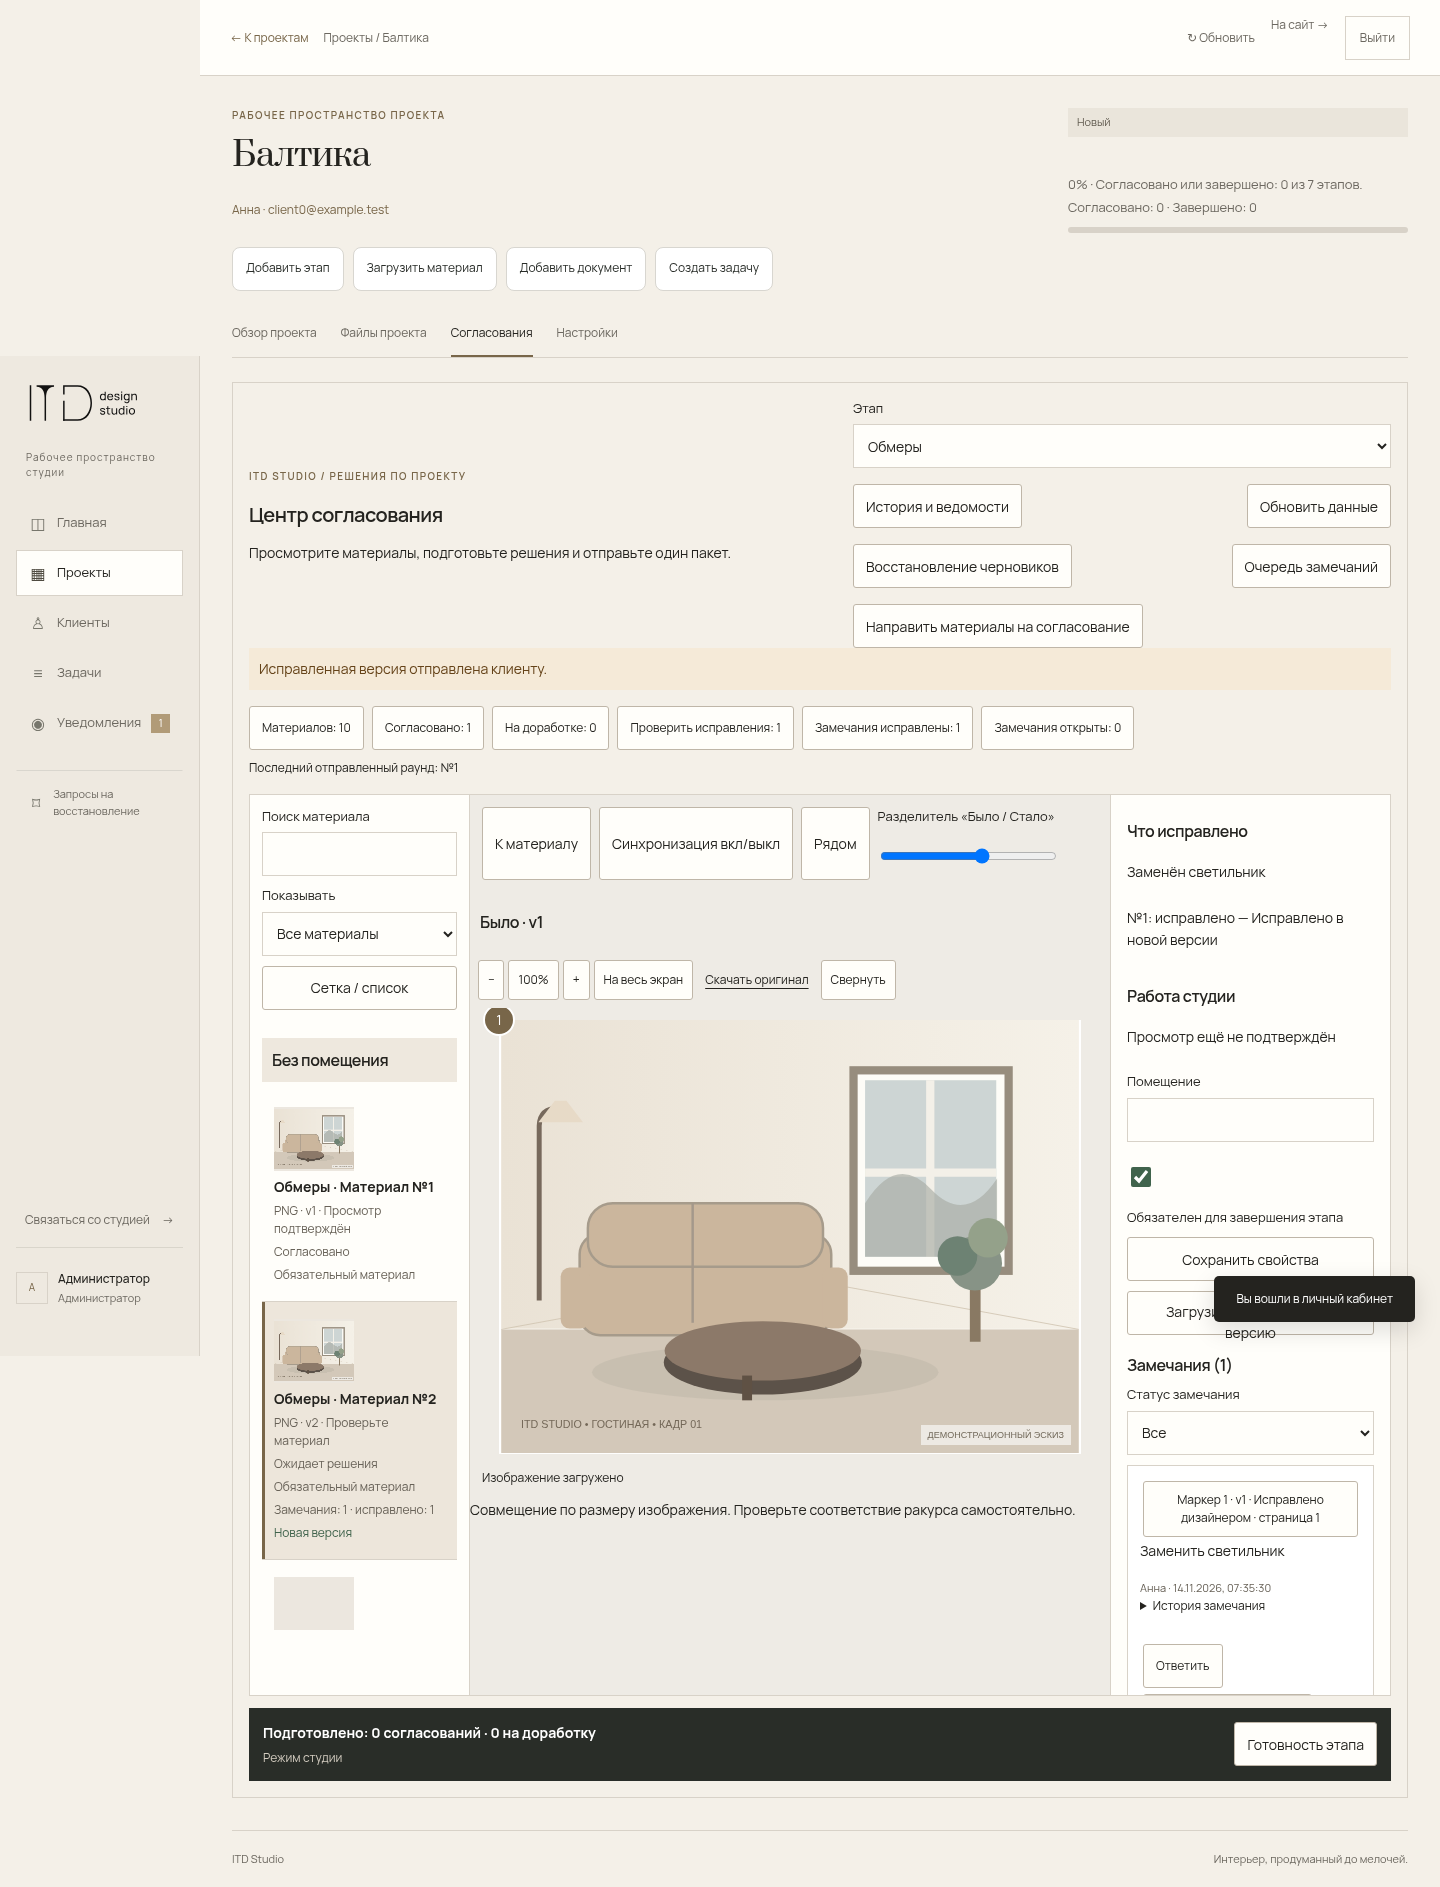 ← К проектам
Проекты / Балтика
↻ Обновить
На сайт →
Выйти
РАБОЧЕЕ ПРОСТРАНСТВО ПРОЕКТА
Балтика
Анна · client0@example.test
Новый
0% · Согласовано или завершено: 0 из 7 этапов.
Согласовано: 0 · Завершено: 0
Добавить этап
Загрузить материал
Добавить документ
Создать задачу
Обзор проекта
Файлы проекта
Согласования
Настройки
ITD design
studio
Рабочее пространство
студии
Главная
Проекты
Клиенты
Задачи
Уведомления 1
Запросы на
восстановление
Связаться со студией →
А
Администратор
Администратор
ITD STUDIO / РЕШЕНИЯ ПО ПРОЕКТУ
Центр согласования
Просмотрите материалы, подготовьте решения и отправьте один пакет.
Этап
Обмеры
История и ведомости
Обновить данные
Восстановление черновиков
Очередь замечаний
Направить материалы на согласование
Исправленная версия отправлена клиенту.
Материалов: 10
Согласовано: 1
На доработке: 0
Проверить исправления: 1
Замечания исправлены: 1
Замечания открыты: 0
Последний отправленный раунд: №1
Поиск материала
Показывать
Все материалы
Сетка / список
Без помещения
Обмеры · Материал №1
PNG · v1 · Просмотр
подтверждён
Согласовано
Обязательный материал
Обмеры · Материал №2
PNG · v2 · Проверьте
материал
Ожидает решения
Обязательный материал
Замечания: 1 · исправлено: 1
Новая версия
К материалу
Синхронизация вкл/выкл
Рядом
Разделитель «Было / Стало»
Было · v1
−
100%
+
На весь экран
Скачать оригинал
Свернуть
1
ITD STUDIO • ГОСТИНАЯ • КАДР 01
ДЕМОНСТРАЦИОННЫЙ ЭСКИЗ
Изображение загружено
Совмещение по размеру изображения. Проверьте соответствие ракурса самостоятельно.
Что исправлено
Заменён светильник
№1: исправлено — Исправлено в
новой версии
Работа студии
Просмотр ещё не подтверждён
Помещение
Обязателен для завершения этапа
Сохранить свойства
Вы вошли в личный кабинет
версию
Замечания (1)
Статус замечания
Все
Маркер 1 · v1 · Исправлено
дизайнером · страница 1
Заменить светильник
Анна · 14.11.2026, 07:35:30
История замечания
Ответить
Подготовлено: 0 согласований · 0 на доработку
Режим студии
Готовность этапа
ITD Studio
Интерьер, продуманный до мелочей.